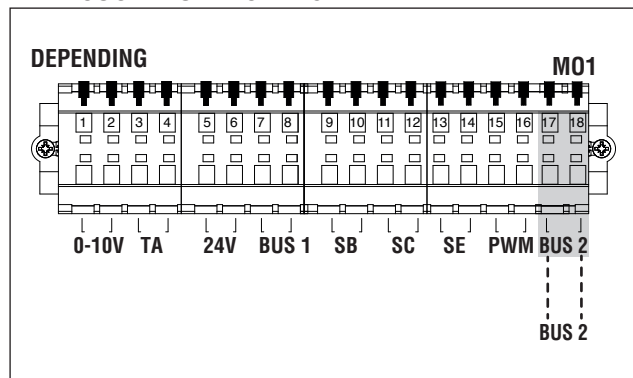 DEPENDING
MO1
1 2 3 4 5 6 7 8 9 10 11 12 13 14 15 16 17 18
0-10V TA 24V BUS 1 SB SC SE PWM BUS 2
BUS 2